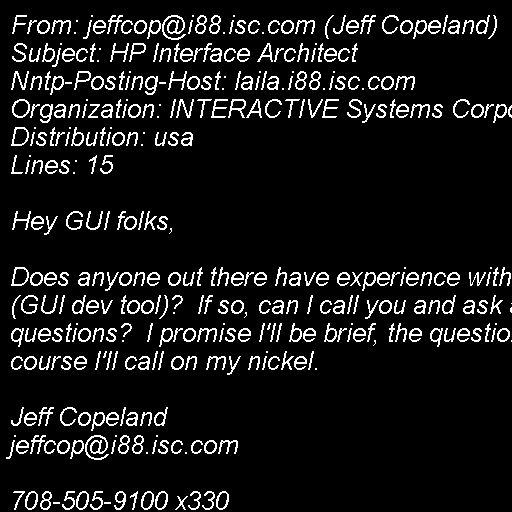 From: jeffcop@i88.isc.com (Jeff Copeland)
Subject: HP Interface Architect
Nntp-Posting-Host: laila.i88.isc.com
Organization: INTERACTIVE Systems Corpo
Distribution: usa
Lines: 15

Hey GUI folks,

Does anyone out there have experience with
(GUI dev tool)?  If so, can I call you and ask a
questions?  I promise I'll be brief, the questio
course I'll call on my nickel.

Jeff Copeland
jeffcop@i88.isc.com

708-505-9100 x330